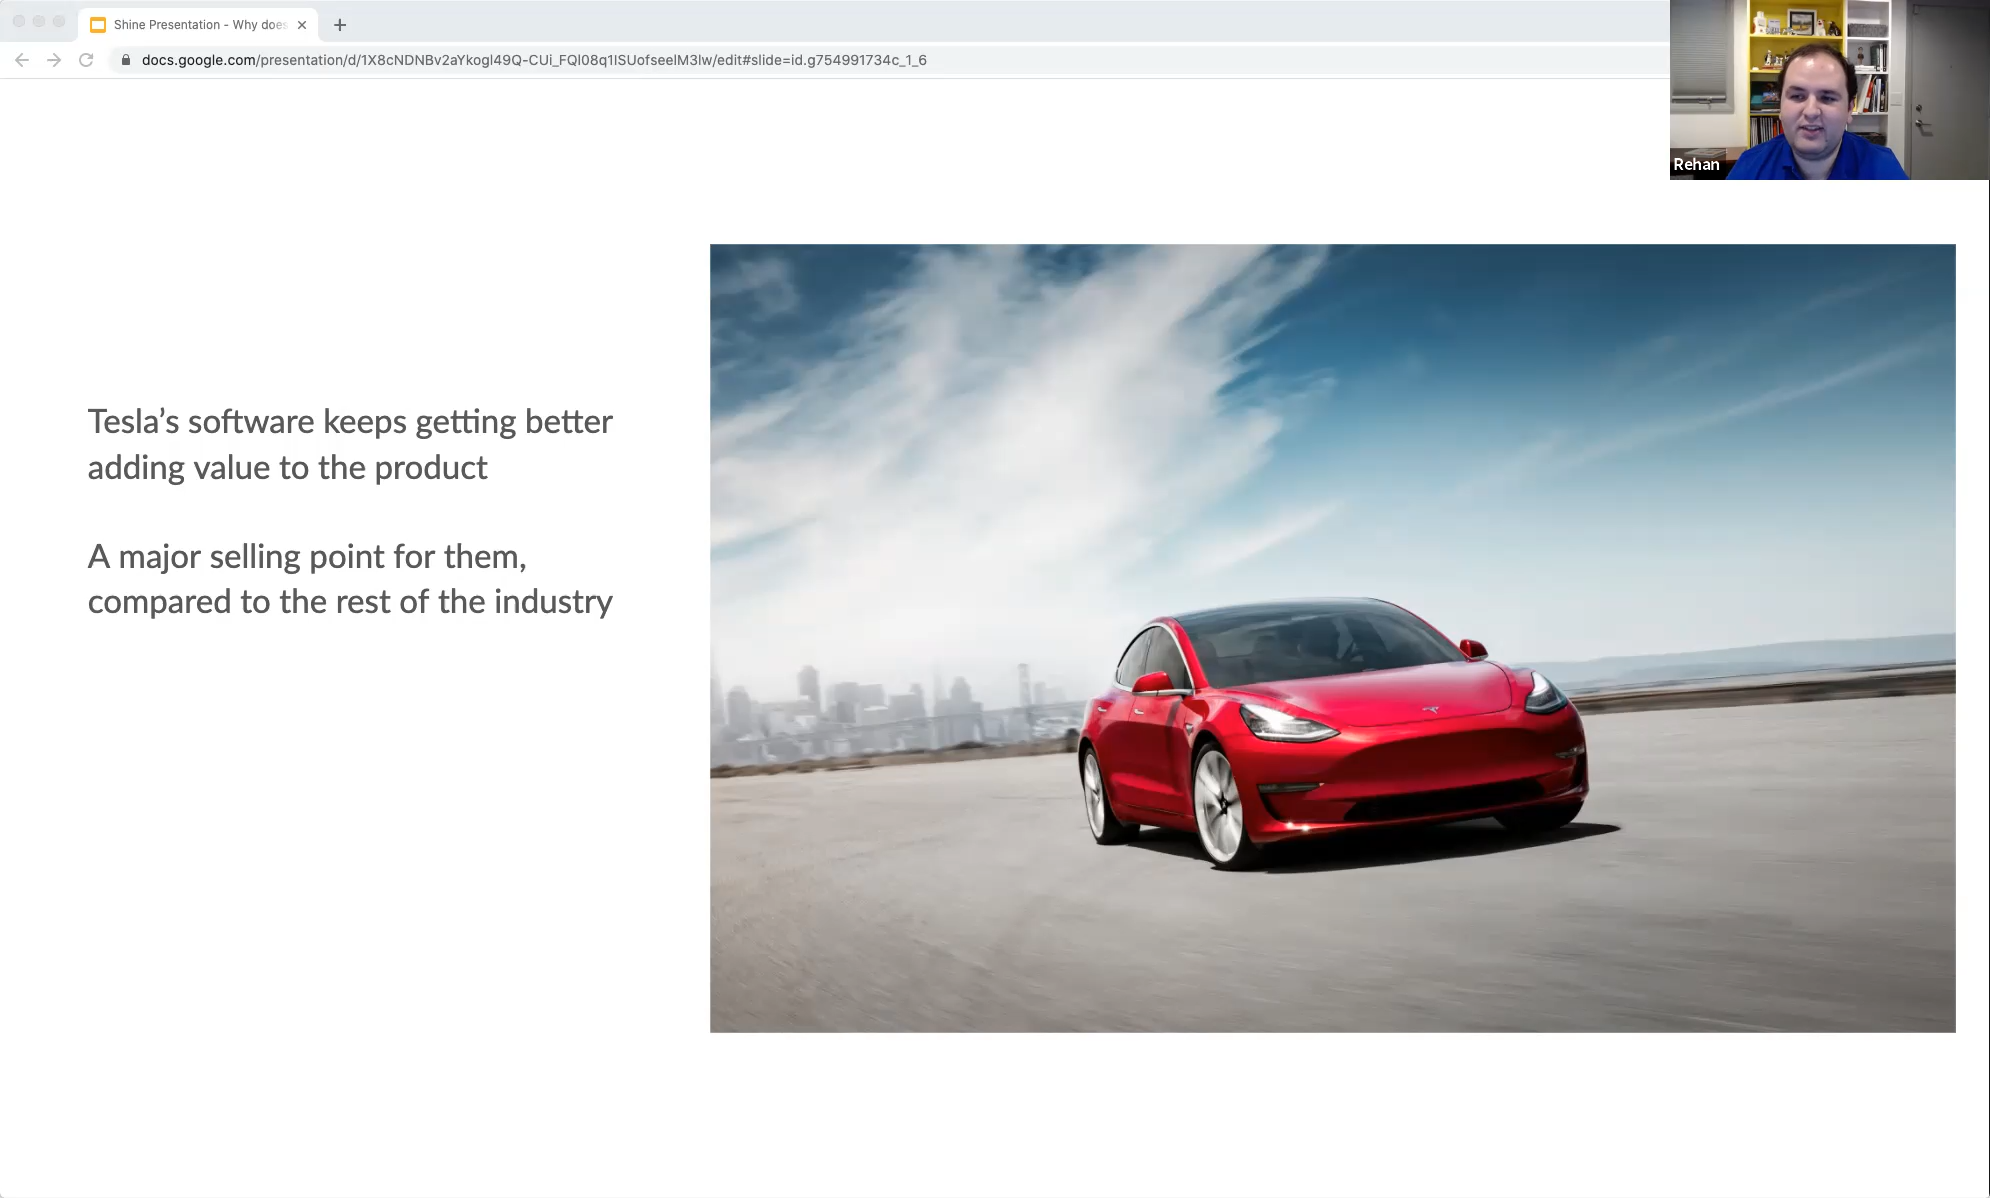 Shine Presentation - Why does
docs.google.com/presentation/d/1X8cNDNBv2aYkogl49Q-CUi_FQl08q1lSUofseelM3lw/edit#slide=id.g754991734c_1_6
Rehan
Tesla’s software keeps getting better
adding value to the product
A major selling point for them,
compared to the rest of the industry